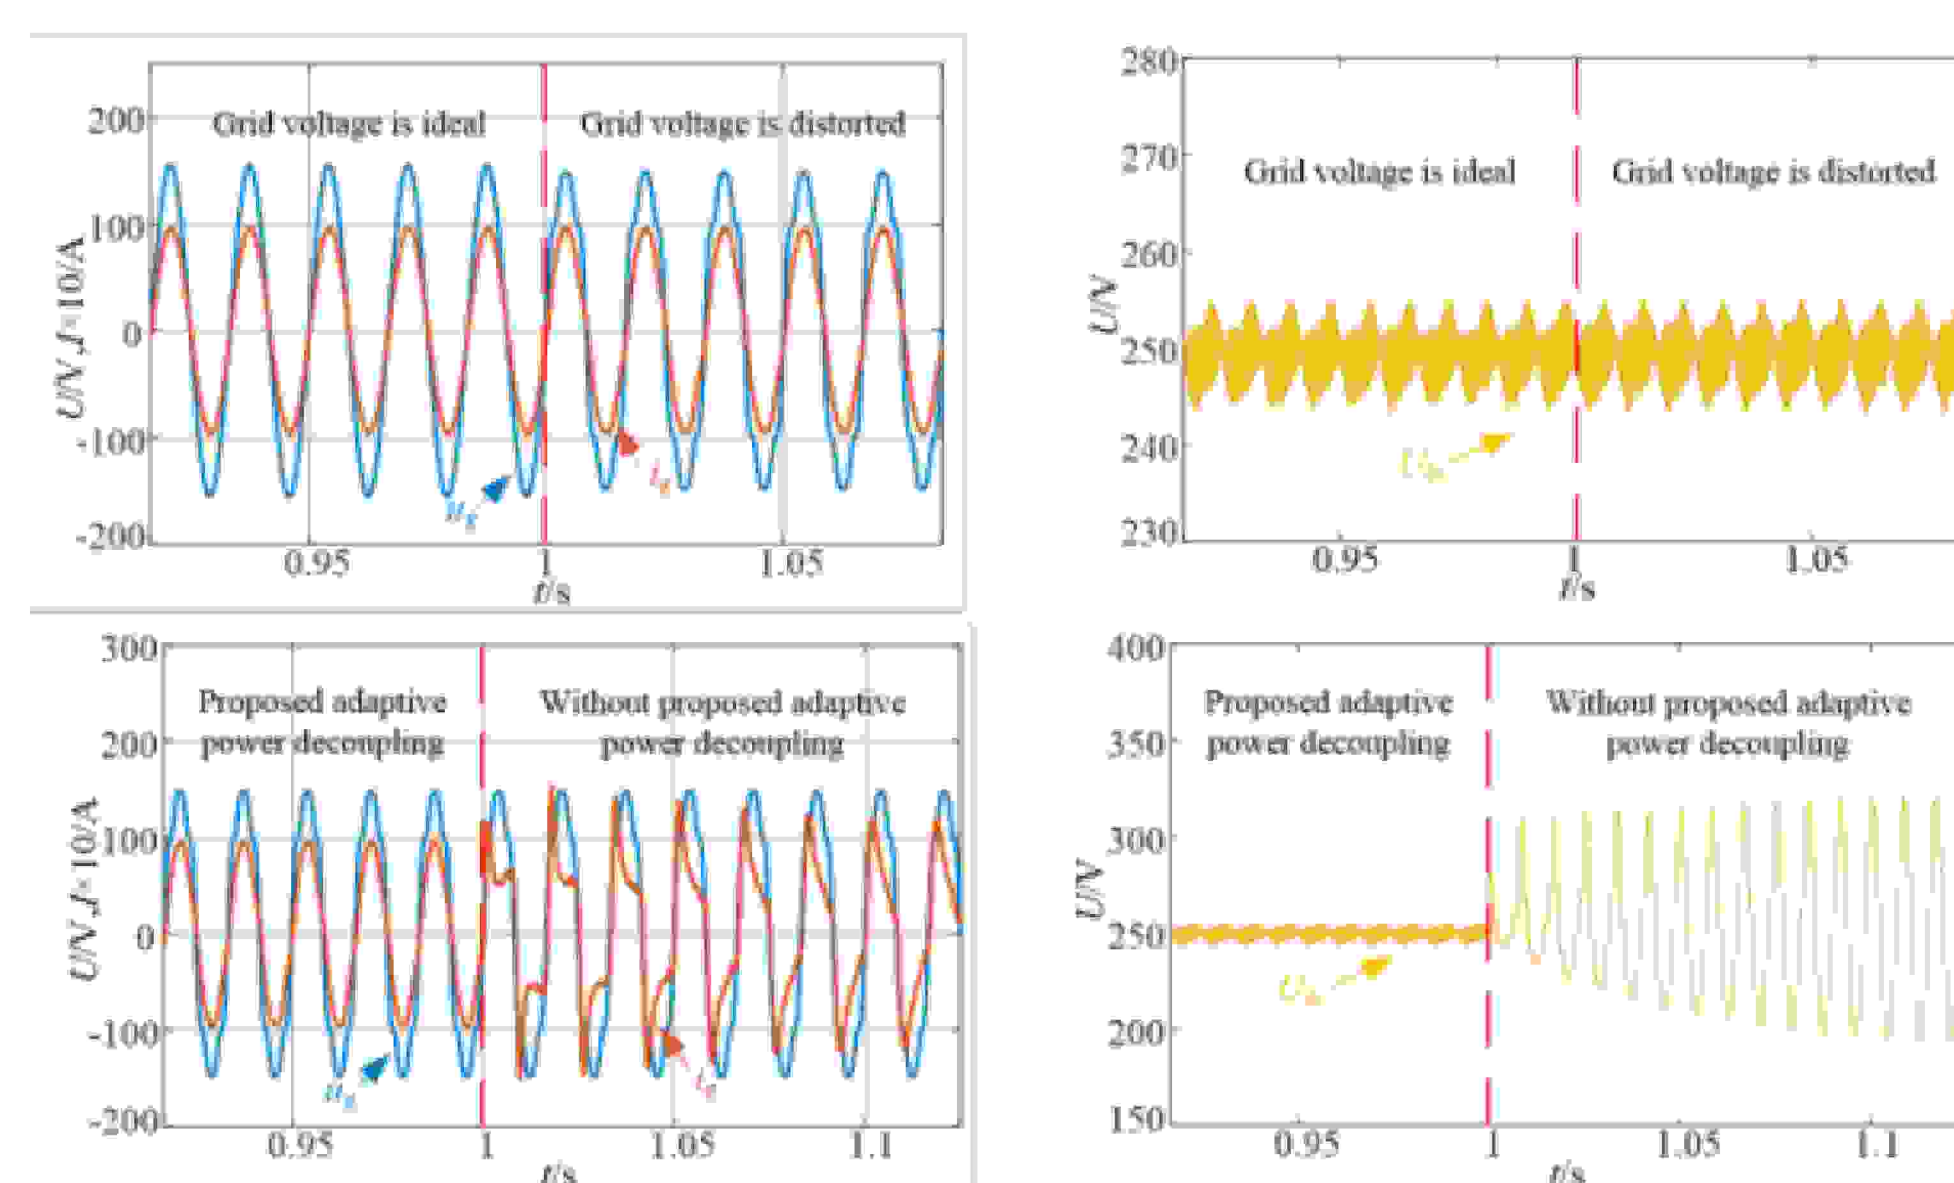 200
100
0
-100
-200
U/V ,I×10/A
Grid voltage is ideal
Grid voltage is distorted
u_g
i_g
0.95
1
1.05
t/s
280
270
260
250
240
230
U/V
Grid voltage is ideal
Grid voltage is distorted
0.95
1
1.05
t/s
300
200
100
0
-100
-200
U/V ,I×10/A
Proposed adaptive
power decoupling
Without proposed adaptive
power decoupling
u_g
i_g
0.95
1
1.05
1.1
t/s
400
350
300
250
200
150
U/V
Proposed adaptive
power decoupling
Without proposed adaptive
power decoupling
0.95
1
1.05
1.1
t/s